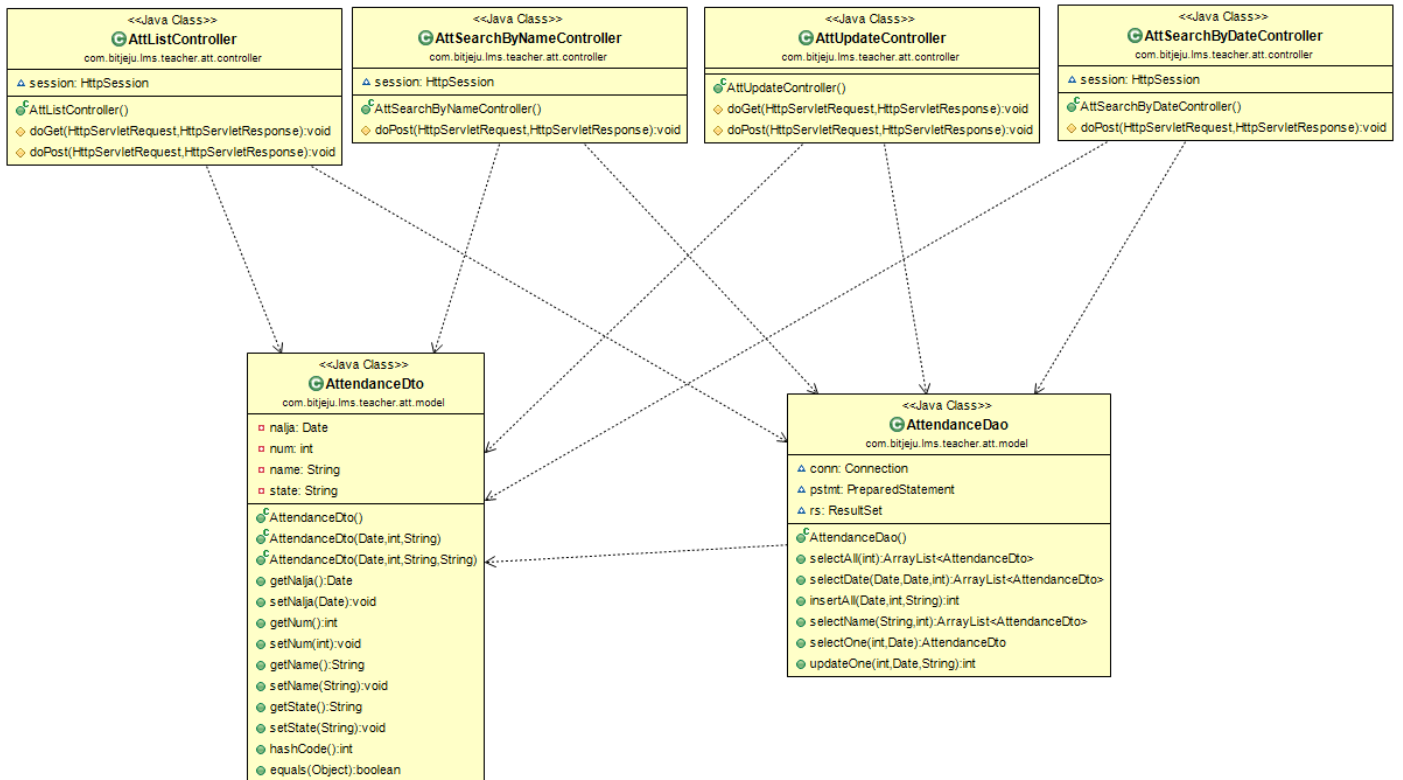 <<Java Class>>
AttListController
com.bitjeju.lms.teacher.att.controller
session: HttpSession
AttListController()
doGet(HttpServletRequest,HttpServletResponse):void
doPost(HttpServletRequest,HttpServletResponse):void
<<Java Class>>
AttSearchByNameController
com.bitjeju.lms.teacher.att.controller
session: HttpSession
AttSearchByNameController()
doPost(HttpServletRequest,HttpServletResponse):void
<<Java Class>>
AttUpdateController
com.bitjeju.lms.teacher.att.controller
AttUpdateController()
doGet(HttpServletRequest,HttpServletResponse):void
doPost(HttpServletRequest,HttpServletResponse):void
<<Java Class>>
AttSearchByDateController
com.bitjeju.lms.teacher.att.controller
session: HttpSession
AttSearchByDateController()
doPost(HttpServletRequest,HttpServletResponse):void
<<Java Class>>
AttendanceDto
com.bitjeju.lms.teacher.att.model
nalja: Date
num: int
name: String
state: String
AttendanceDto()
AttendanceDto(Date,int,String)
AttendanceDto(Date,int,String,String)
getNalja():Date
setNalja(Date):void
getNum():int
setNum(int):void
getName():String
setName(String):void
getState():String
setState(String):void
hashCode():int
equals(Object):boolean
<<Java Class>>
AttendanceDao
com.bitjeju.lms.teacher.att.model
conn: Connection
pstmt: PreparedStatement
rs: ResultSet
AttendanceDao()
selectAll(int):ArrayList<AttendanceDto>
selectDate(Date,Date,int):ArrayList<AttendanceDto>
insertAll(Date,int,String):int
selectName(String,int):ArrayList<AttendanceDto>
selectOne(int,Date):AttendanceDto
updateOne(int,Date,String):int